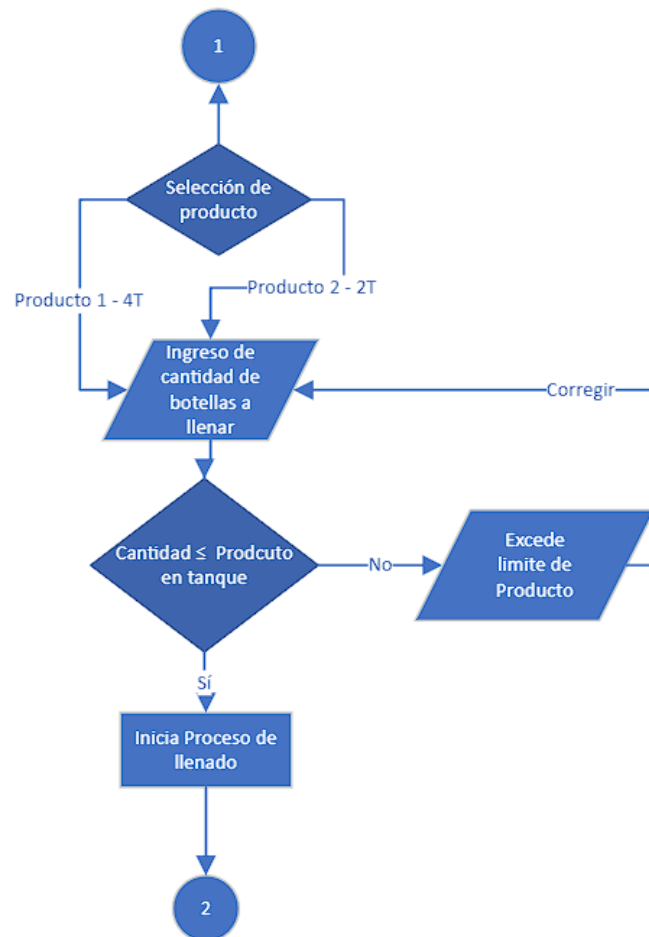 1
Selección de
producto
Producto 1 - 4T
Producto 2 - 2T
Ingreso de
cantidad de
botellas a
llenar
Corregir
Cantidad ≤ Prodcuto
en tanque
No
Excede
limite de
Producto
Sí
Inicia Proceso de
llenado
2